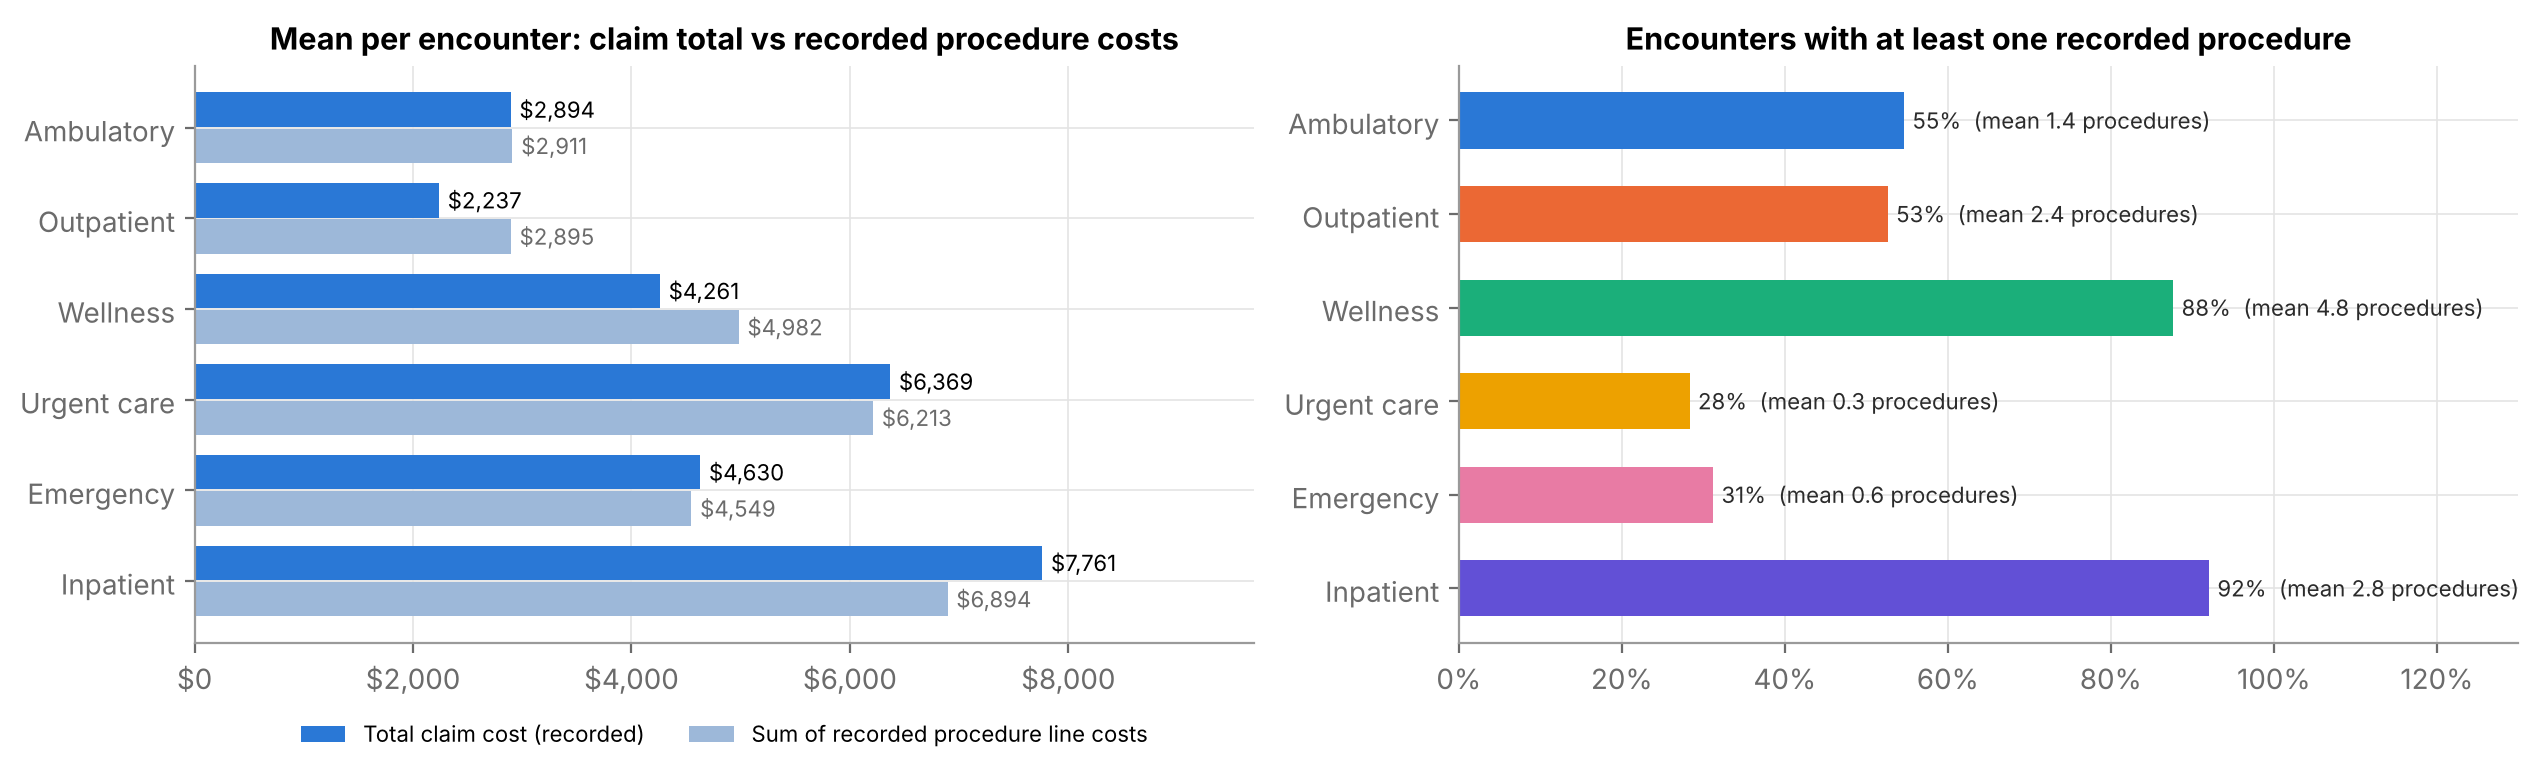 Mean per encounter: claim total vs recorded procedure costs
Ambulatory
$2,894
$2,911
Outpatient
$2,237
$2,895
Wellness
$4,261
$4,982
Urgent care
$6,369
$6,213
Emergency
$4,630
$4,549
Inpatient
$7,761
$6,894
$0 $2,000 $4,000 $6,000 $8,000
Total claim cost (recorded) Sum of recorded procedure line costs
Encounters with at least one recorded procedure
Ambulatory 55% (mean 1.4 procedures)
Outpatient 53% (mean 2.4 procedures)
Wellness 88% (mean 4.8 procedures)
Urgent care 28% (mean 0.3 procedures)
Emergency 31% (mean 0.6 procedures)
Inpatient 92% (mean 2.8 procedures)
0% 20% 40% 60% 80% 100% 120%